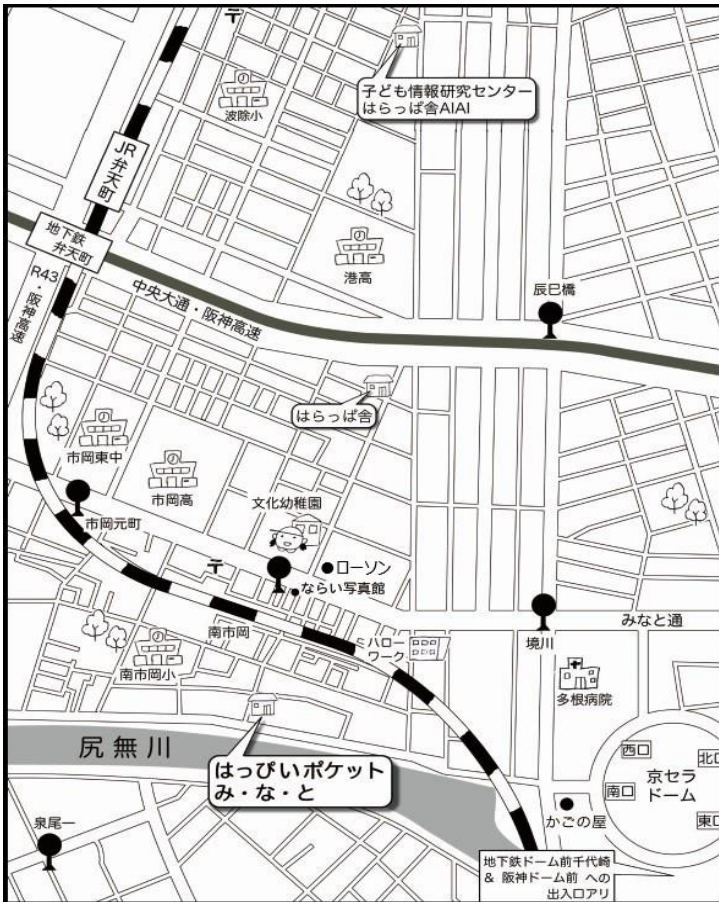 〒
波除小
子ども情報研究センター
はらっぱ舎AIAI
JR
弁天町
地下鉄
弁天町
港高
R43・阪神高速
中央大通・阪神高速
辰巳橋
はらっぱ舎
市岡東中
市岡高
文化幼稚園
市岡元町
〒
ローソン
ならい写真館
南市岡
みなと通
ハロー
ワーク
境川
南市岡小
多根病院
尻無川
はっぴいポケット
み・な・と
西口
北口
京セラ
ドーム
南口
東口
かごの屋
泉尾一
地下鉄ドーム前千代崎
& 阪神ドーム前 への
出入口アリ